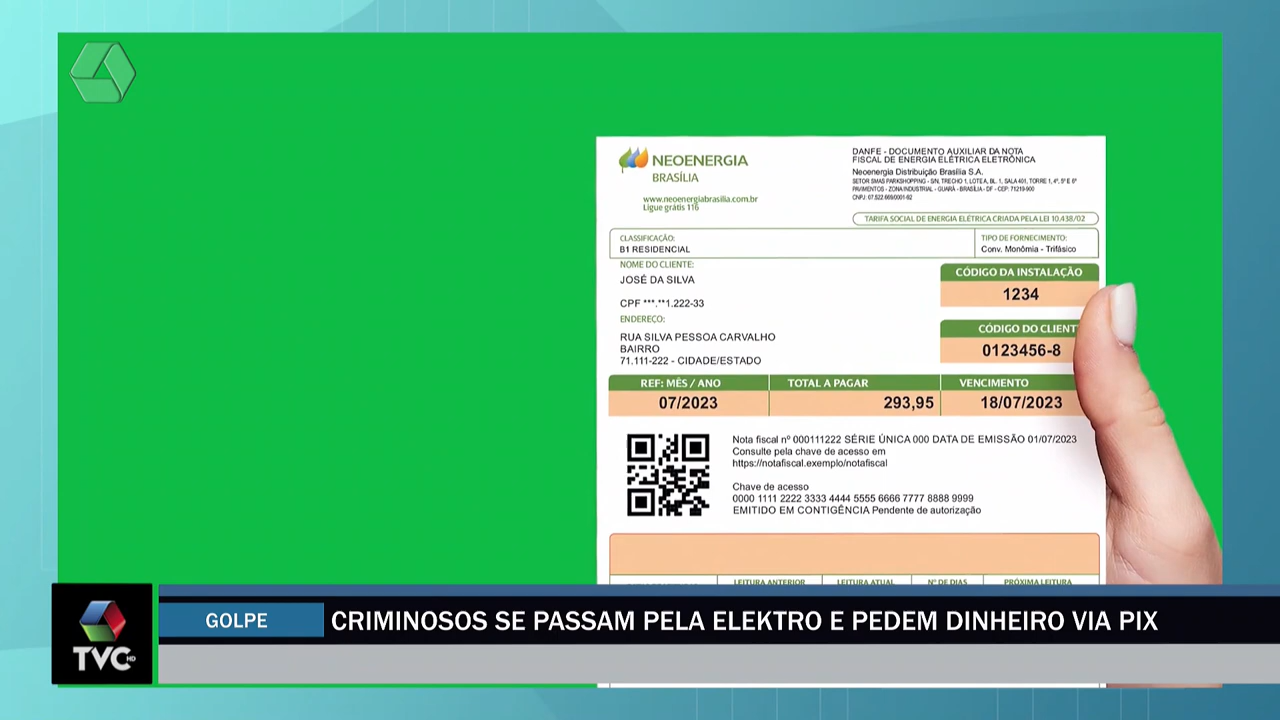 NEOENERGIA
BRASÍLIA
www.neoenergiabrasilia.com.br
Ligue grátis 116
DANFE - DOCUMENTO AUXILIAR DA NOTA
FISCAL DE ENERGIA ELÉTRICA ELETRÔNICA
Neoenergia Distribuição Brasília S.A.
SETOR SMAS PARKSHOPPING - S/N, TRECHO 1, LOTE A, BL. 1, SALA 401, TORRE 1, 4º, 5º E 6º
PAVIMENTOS - ZONA INDUSTRIAL - GUARÁ - BRASÍLIA - DF - CEP: 71219-900
CNPJ: 07.522.669/0001-92
TARIFA SOCIAL DE ENERGIA ELÉTRICA CRIADA PELA LEI 10.438/02
CLASSIFICAÇÃO:
B1 RESIDENCIAL
TIPO DE FORNECIMENTO:
Conv. Monômia - Trifásico
NOME DO CLIENTE:
JOSÉ DA SILVA
CPF ***.**1.222-33
ENDEREÇO:
RUA SILVA PESSOA CARVALHO
BAIRRO
71.111-222 - CIDADE/ESTADO
CÓDIGO DA INSTALAÇÃO
1234
CÓDIGO DO CLIENT
0123456-8
REF: MÊS / ANO TOTAL A PAGAR VENCIMENTO
07/2023 293,95 18/07/2023
Nota fiscal nº 000111222 SÉRIE ÚNICA 000 DATA DE EMISSÃO 01/07/2023
Consulte pela chave de acesso em
https://notafiscal.exemplo/notafiscal
Chave de acesso
0000 1111 2222 3333 4444 5555 6666 7777 8888 9999
EMITIDO EM CONTIGÊNCIA Pendente de autorização
LEITURA ANTERIOR LEITURA ATUAL Nº DE DIAS PRÓXIMA LEITURA
GOLPE CRIMINOSOS SE PASSAM PELA ELEKTRO E PEDEM DINHEIRO VIA PIX
TVC HD